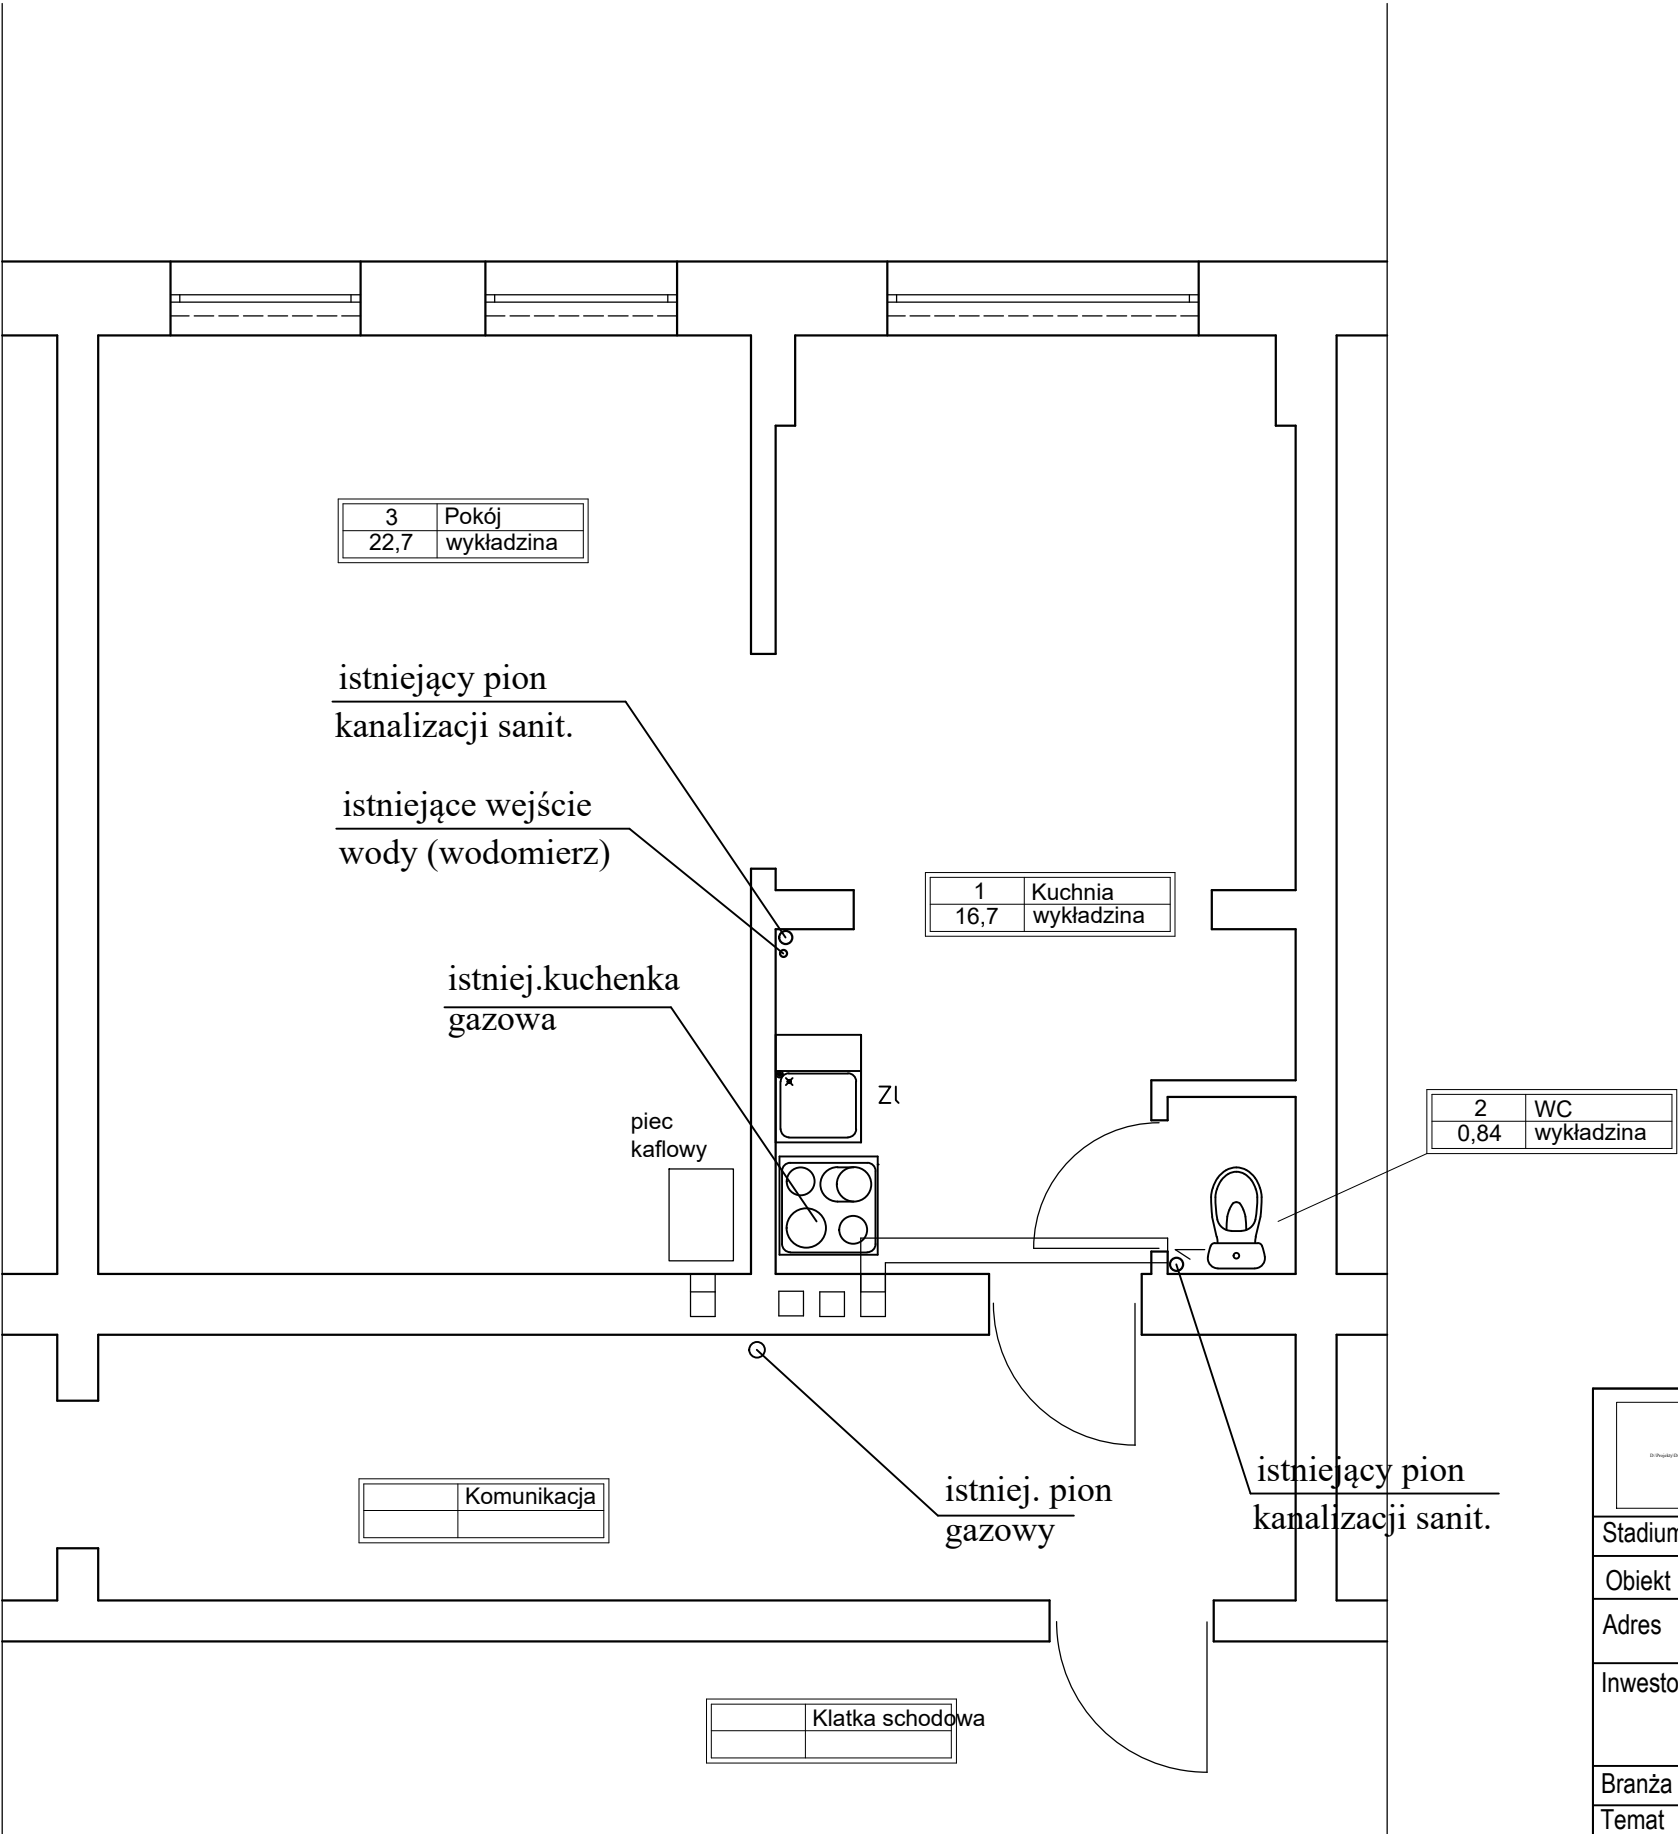 3 Pokój
22,7 wykładzina
istniejący pion
kanalizacji sanit.
istniejące wejście
wody (wodomierz)
1 Kuchnia
16,7 wykładzina
istniej.kuchenka
gazowa
Zl
piec
kaflowy
2 WC
0,84 wykładzina
istniejący pion
kanalizacji sanit.
istniej. pion
gazowy
Komunikacja
Klatka schodowa
Stadium
Obiekt
Adres
Inwesto
Branża
Temat